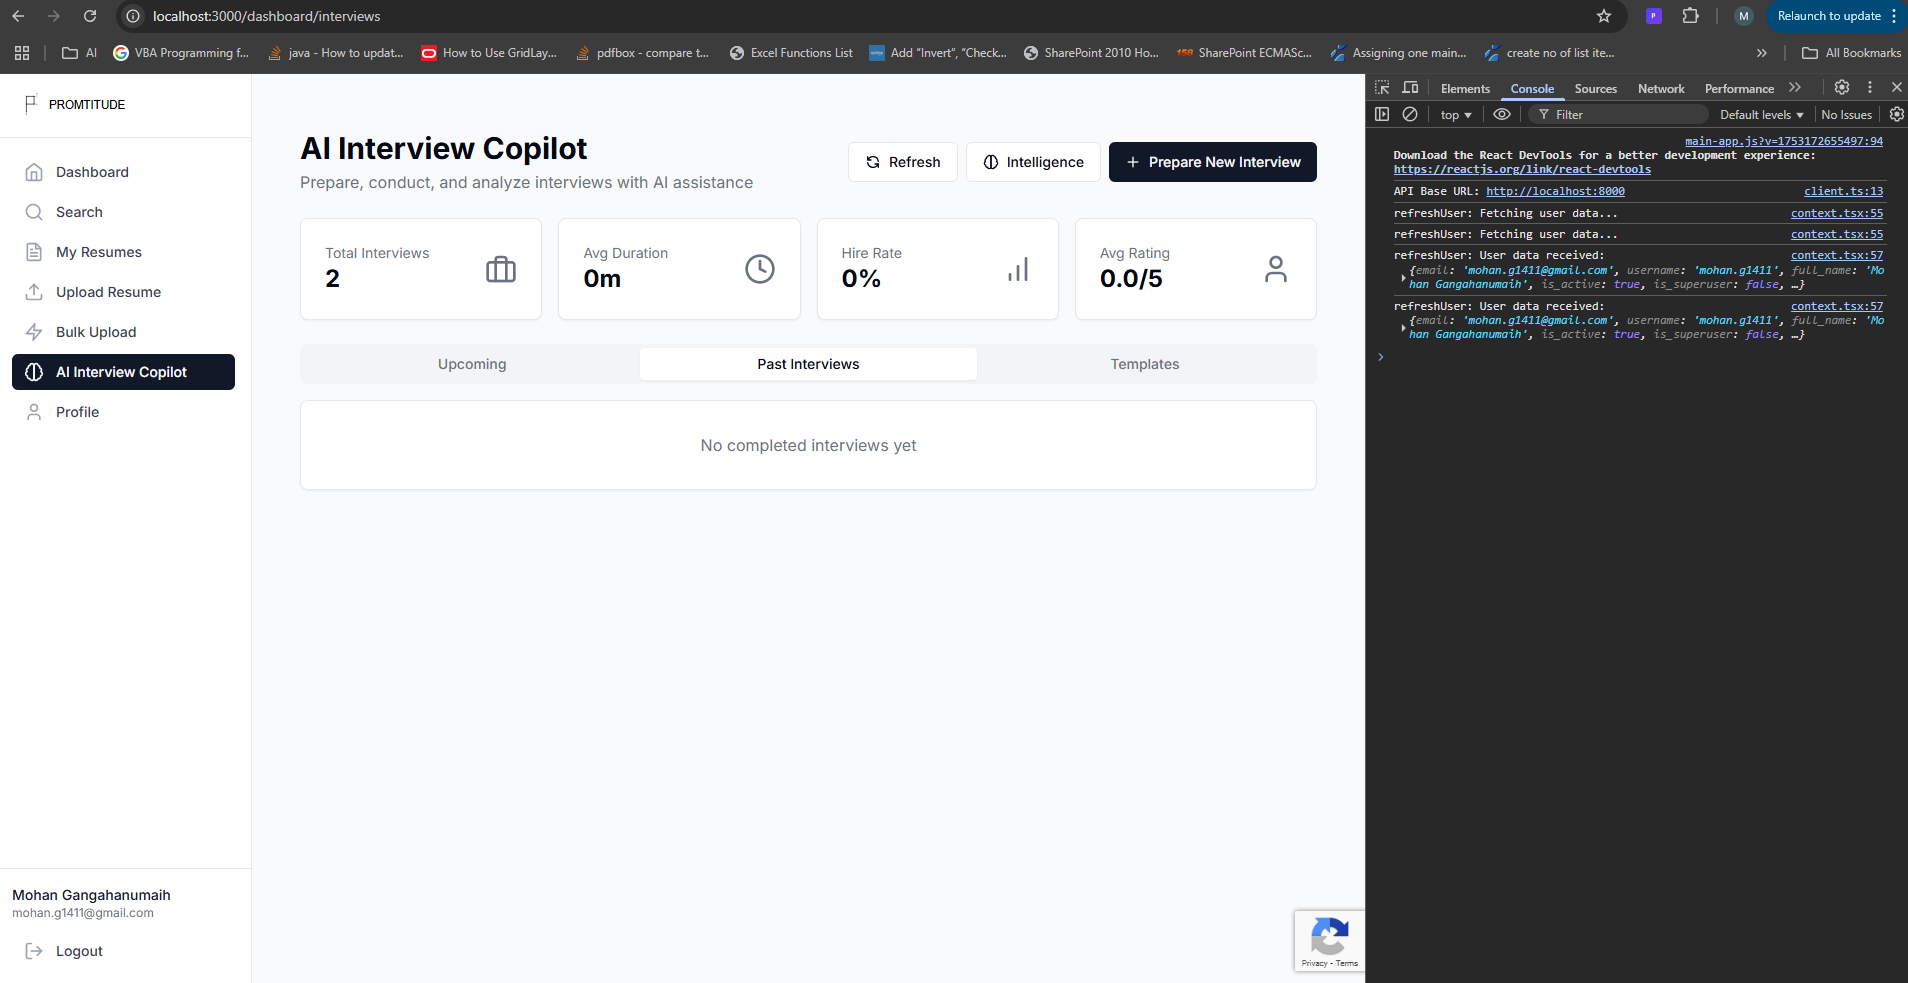 localhost:3000/dashboard/interviews
M
Relaunch to update
AI
VBA Programming f...
java - How to updat...
How to Use GridLay...
pdfbox - compare t...
Excel Functions List
Add “Invert”, “Check...
SharePoint 2010 Ho...
SharePoint ECMASc...
Assigning one main...
create no of list ite...
All Bookmarks
PROMTITUDE
Dashboard
Search
My Resumes
Upload Resume
Bulk Upload
AI Interview Copilot
Profile
Mohan Gangahanumaih
mohan.g1411@gmail.com
Logout
AI Interview Copilot
Prepare, conduct, and analyze interviews with AI assistance
Refresh
Intelligence
+ Prepare New Interview
Total Interviews
2
Avg Duration
0m
Hire Rate
0%
Avg Rating
0.0/5
Upcoming
Past Interviews
Templates
No completed interviews yet
Privacy - Terms
Elements Console Sources Network Performance
top Filter Default levels No Issues
main-app.js?v=1753172655497:94
Download the React DevTools for a better development experience:
https://reactjs.org/link/react-devtools
API Base URL: http://localhost:8000 client.ts:13
refreshUser: Fetching user data... context.tsx:55
refreshUser: Fetching user data... context.tsx:55
refreshUser: User data received: context.tsx:57
{email: 'mohan.g1411@gmail.com', username: 'mohan.g1411', full_name: 'Mo
han Gangahanumaih', is_active: true, is_superuser: false, …}
refreshUser: User data received: context.tsx:57
{email: 'mohan.g1411@gmail.com', username: 'mohan.g1411', full_name: 'Mo
han Gangahanumaih', is_active: true, is_superuser: false, …}